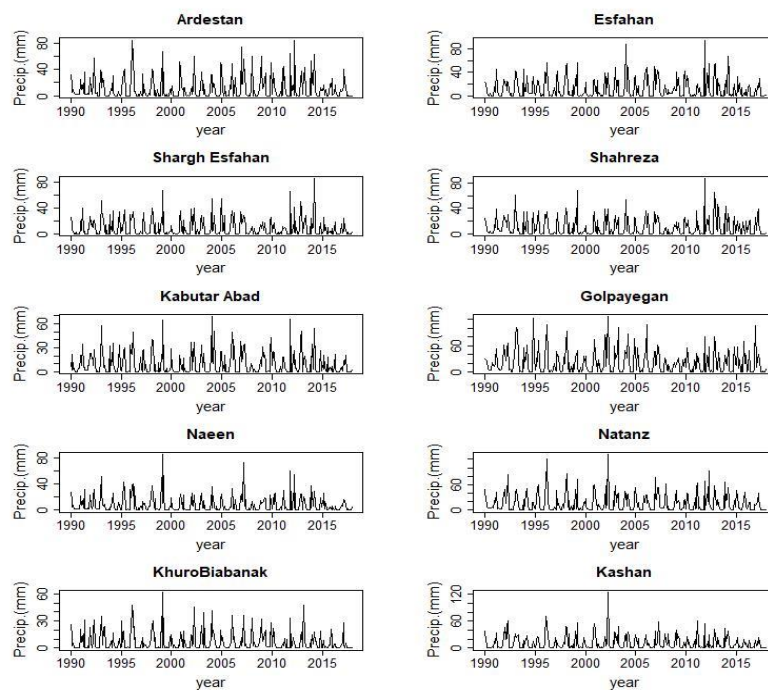 Ardestan
Precip.(mm)
0 40 80
1990 1995 2000 2005 2010 2015
year
Esfahan
Precip.(mm)
0 40 80
1990 1995 2000 2005 2010 2015
year
Shargh Esfahan
Precip.(mm)
0 40 80
1990 1995 2000 2005 2010 2015
year
Shahreza
Precip.(mm)
0 40 80
1990 1995 2000 2005 2010 2015
year
Kabutar Abad
Precip.(mm)
0 30 60
1990 1995 2000 2005 2010 2015
year
Golpayegan
Precip.(mm)
0 60
1990 1995 2000 2005 2010 2015
year
Naeen
Precip.(mm)
0 40 80
1990 1995 2000 2005 2010 2015
year
Natanz
Precip.(mm)
0 60
1990 1995 2000 2005 2010 2015
year
KhuroBiabanak
Precip.(mm)
0 30 60
1990 1995 2000 2005 2010 2015
year
Kashan
Precip.(mm)
0 40 80 120
1990 1995 2000 2005 2010 2015
year